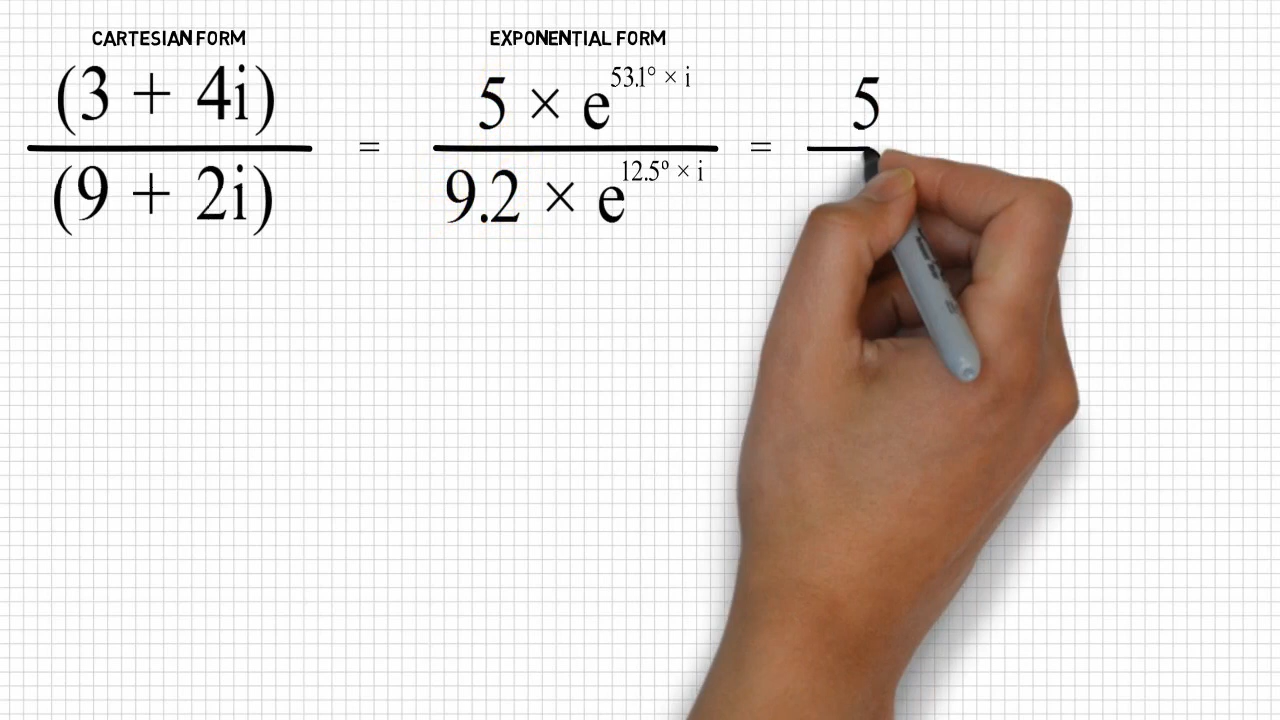 CARTESIAN FORM EXPONENTIAL FORM
(3 + 4i) 5 × e^53.1° × i 5
= =
(9 + 2i) 9.2 × e^12.5° × i